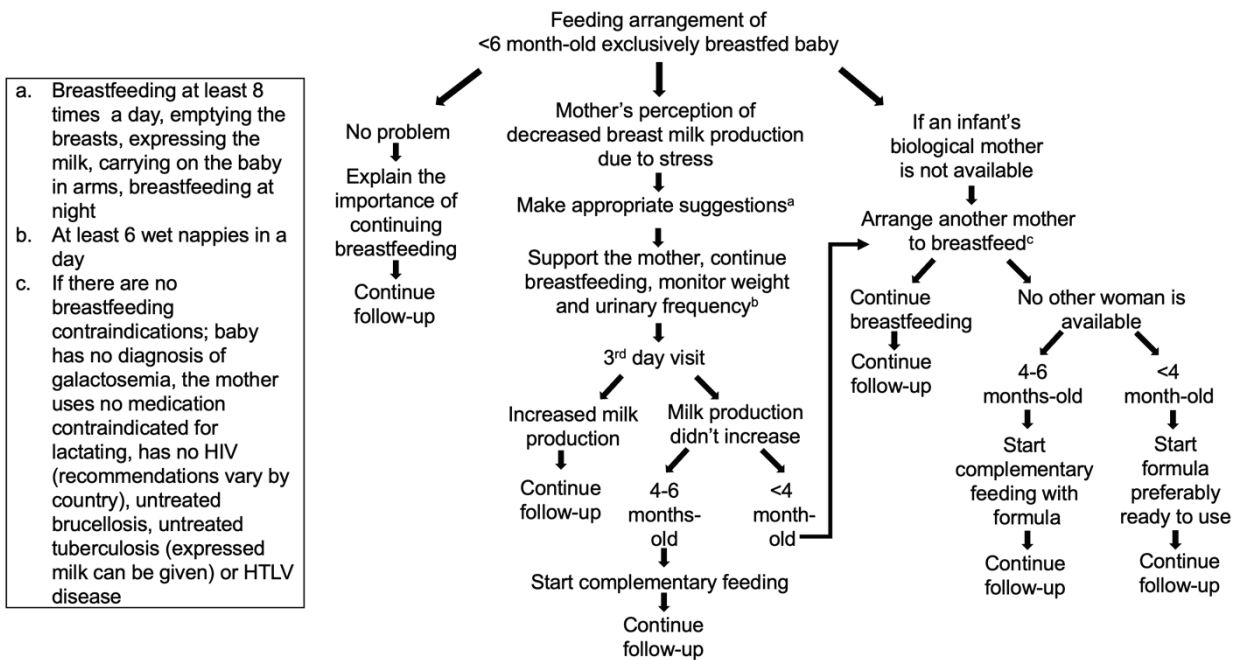 Feeding arrangement of
<6 month-old exclusively breastfed baby
a. Breastfeeding at least 8
times a day, emptying the
breasts, expressing the
milk, carrying on the baby
in arms, breastfeeding at
night
b. At least 6 wet nappies in a
day
c. If there are no
breastfeeding
contraindications; baby
has no diagnosis of
galactosemia, the mother
uses no medication
contraindicated for
lactating, has no HIV
(recommendations vary by
country), untreated
brucellosis, untreated
tuberculosis (expressed
milk can be given) or HTLV
disease
No problem
Explain the
importance of
continuing
breastfeeding
Continue
follow-up
Mother's perception of
decreased breast milk production
due to stress
Make appropriate suggestionsᵃ
Support the mother, continue
breastfeeding, monitor weight
and urinary frequencyᵇ
3ʳᵈ day visit
Increased milk
production
Continue
follow-up
Milk production
didn't increase
4-6
months-
old
<4
month-
old
Start complementary feeding
Continue
follow-up
If an infant's
biological mother
is not available
Arrange another mother
to breastfeedᶜ
Continue
breastfeeding
Continue
follow-up
No other woman is
available
4-6
months-old
Start
complementary
feeding with
formula
Continue
follow-up
<4
month-old
Start
formula
preferably
ready to use
Continue
follow-up